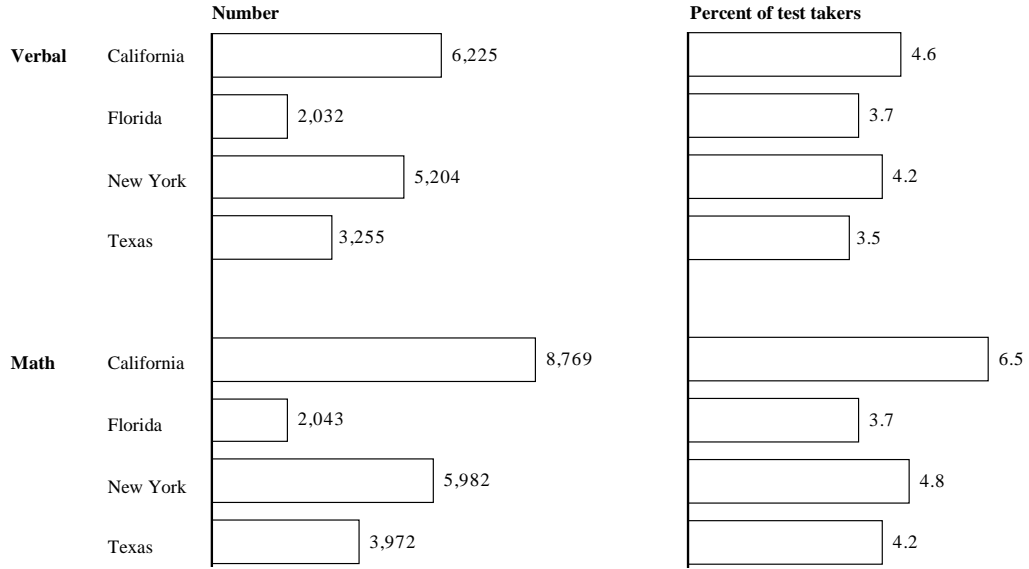 Number Percent of test takers
Verbal California 6,225 4.6
Florida 2,032 3.7
New York 5,204 4.2
Texas 3,255 3.5
Math California 8,769 6.5
Florida 2,043 3.7
New York 5,982 4.8
Texas 3,972 4.2